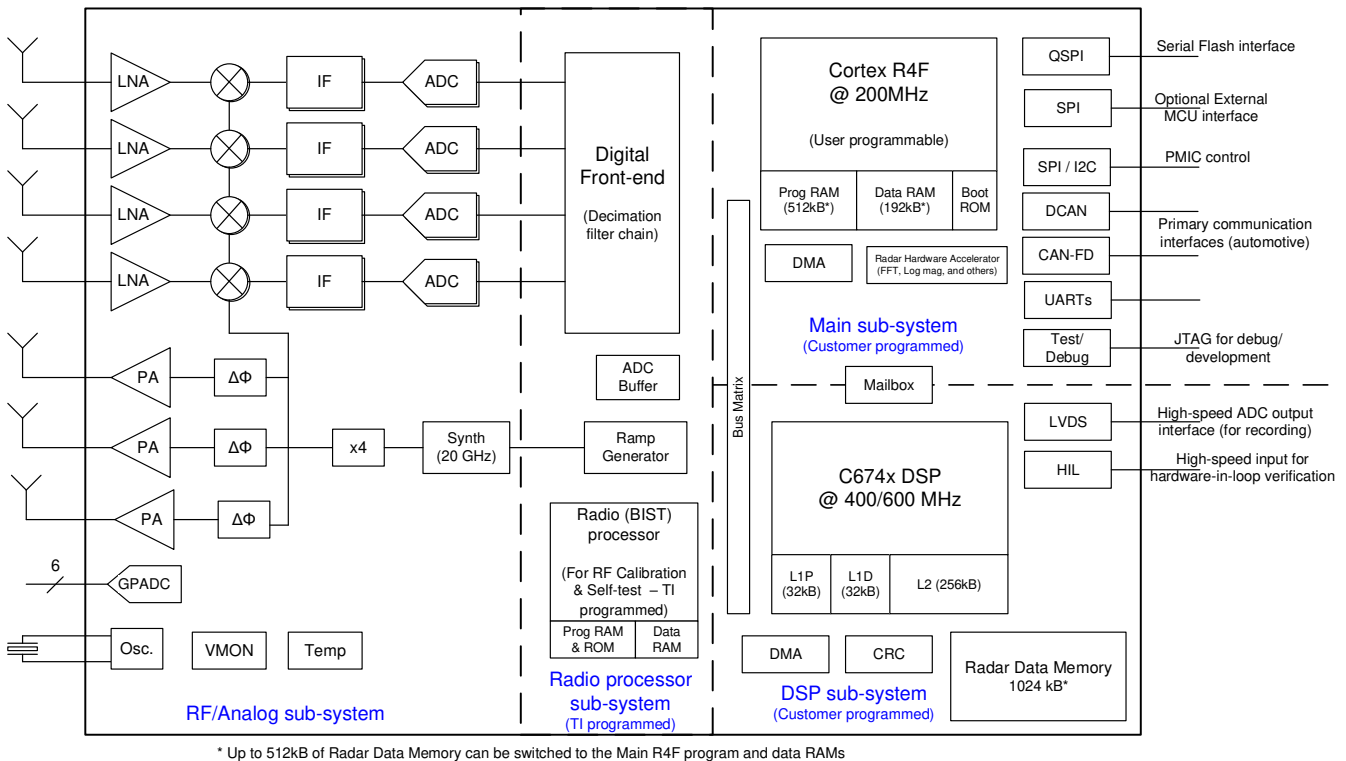 LNA
IF
ADC
LNA
IF
ADC
LNA
IF
ADC
LNA
IF
ADC
Digital
Front-end
(Decimation
filter chain)
PA
ΔΦ
PA
ΔΦ
PA
ΔΦ
x4
Synth
(20 GHz)
ADC
Buffer
Ramp
Generator
6
GPADC
Osc.
VMON
Temp
RF/Analog sub-system
Radio (BIST)
processor
(For RF Calibration
& Self-test – TI
programmed)
Prog RAM
& ROM
Data
RAM
Radio processor
sub-system
(TI programmed)
Bus Matrix
Cortex R4F
@ 200MHz
(User programmable)
Prog RAM
(512kB*)
Data RAM
(192kB*)
Boot
ROM
DMA
Radar Hardware Accelerator
(FFT, Log mag, and others)
Main sub-system
(Customer programmed)
Mailbox
QSPI
Serial Flash interface
SPI
Optional External
MCU interface
SPI / I2C
PMIC control
DCAN
CAN-FD
Primary communication
interfaces (automotive)
UARTs
Test/
Debug
JTAG for debug/
development
LVDS
High-speed ADC output
interface (for recording)
HIL
High-speed input for
hardware-in-loop verification
C674x DSP
@ 400/600 MHz
L1P
(32kB)
L1D
(32kB)
L2 (256kB)
DMA
CRC
Radar Data Memory
1024 kB*
DSP sub-system
(Customer programmed)
* Up to 512kB of Radar Data Memory can be switched to the Main R4F program and data RAMs